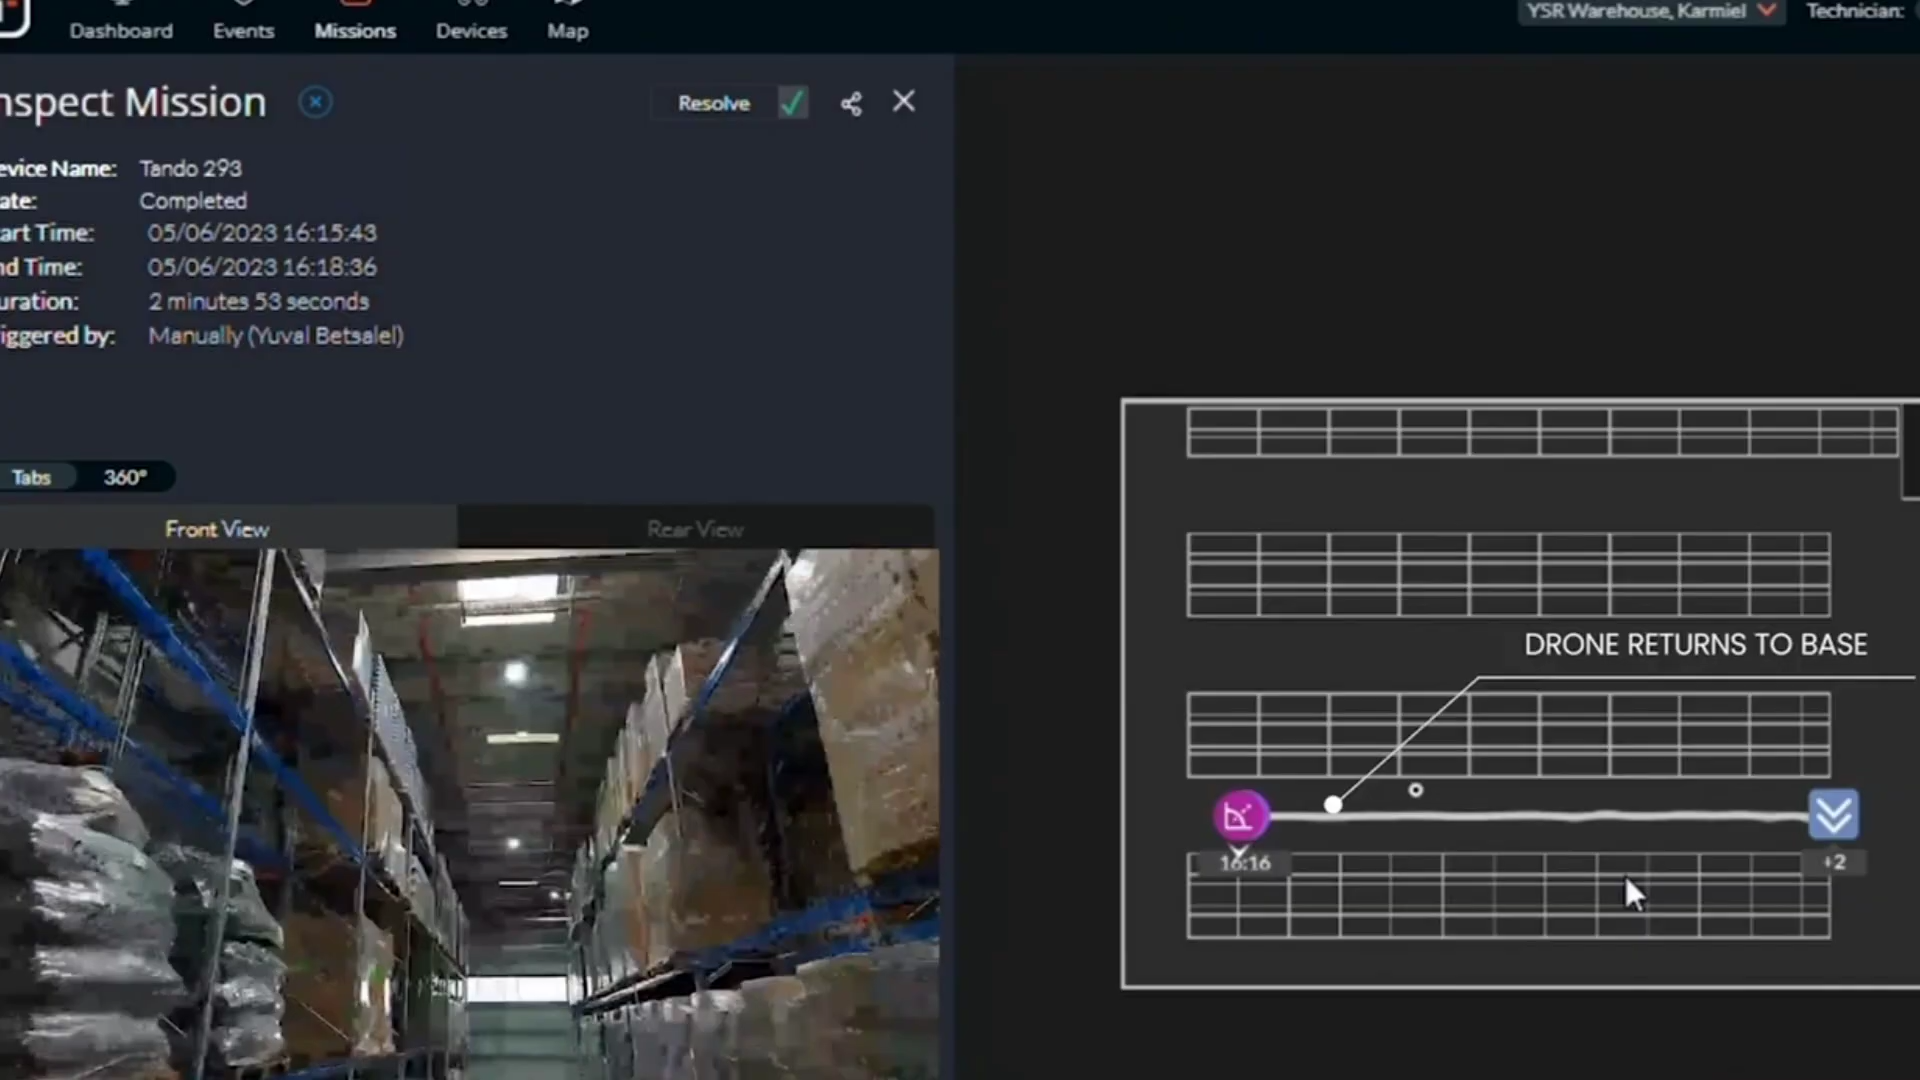 Dashboard
Events
Missions
Devices
Map
YSR Warehouse, Karmiel
Technician:
nspect Mission
Resolve
evice Name: Tando 293
ate: Completed
art Time: 05/06/2023 16:15:43
nd Time: 05/06/2023 16:18:36
uration: 2 minutes 53 seconds
iggered by: Manually (Yuval Betsalel)
Tabs
360°
Front View
Rear View
DRONE RETURNS TO BASE
16:16
+2